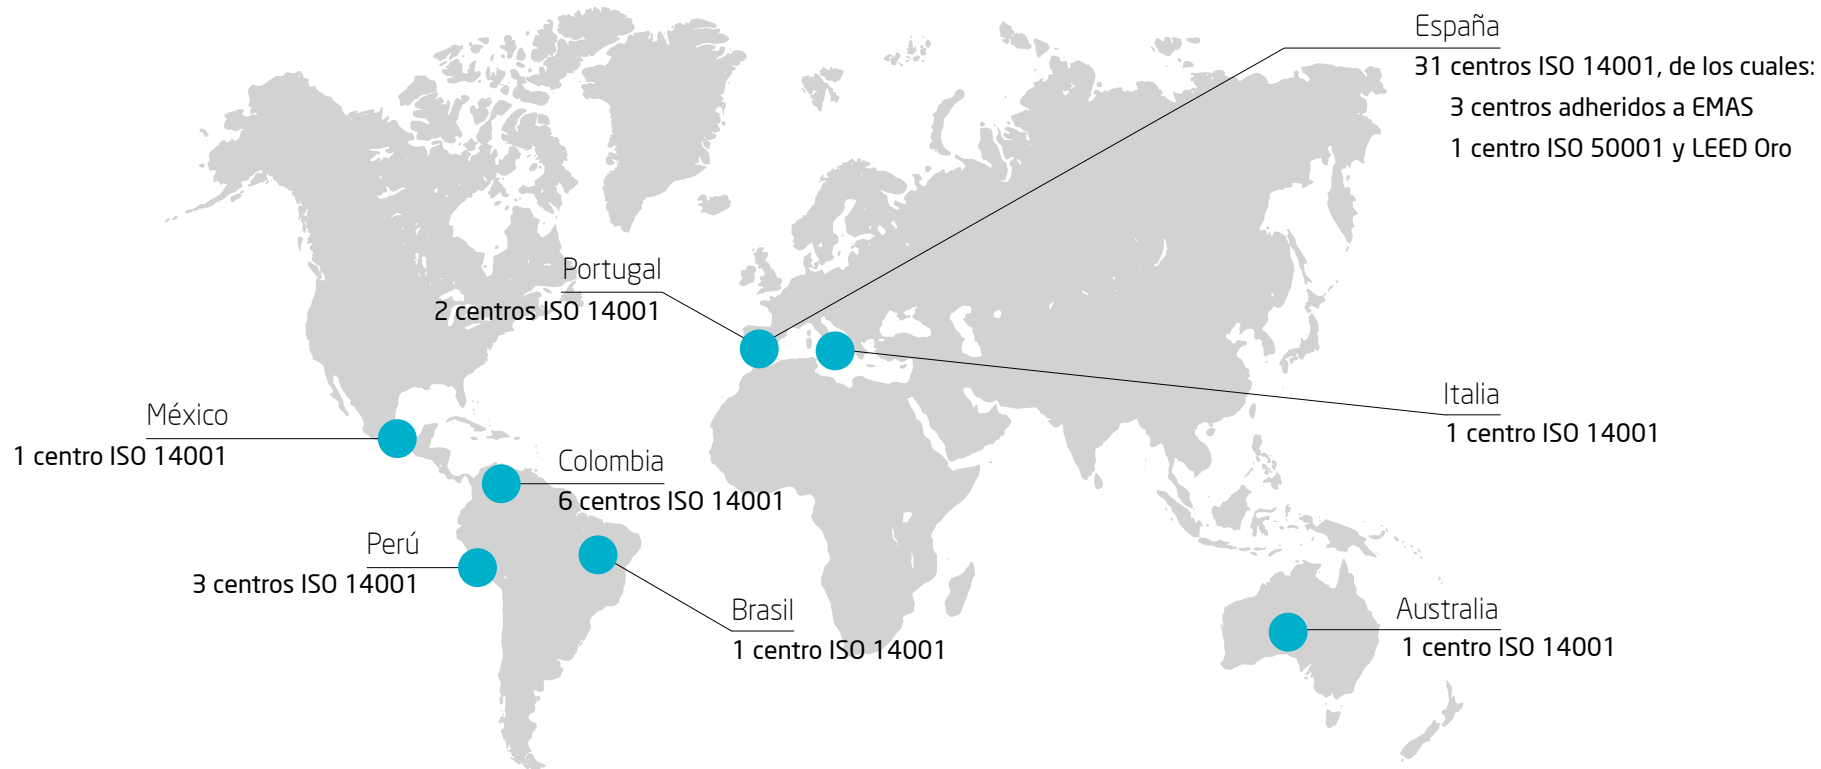 España
31 centros ISO 14001, de los cuales:
3 centros adheridos a EMAS
1 centro ISO 50001 y LEED Oro
Portugal
2 centros ISO 14001
Italia
1 centro ISO 14001
México
1 centro ISO 14001
Colombia
6 centros ISO 14001
Perú
3 centros ISO 14001
Brasil
1 centro ISO 14001
Australia
1 centro ISO 14001